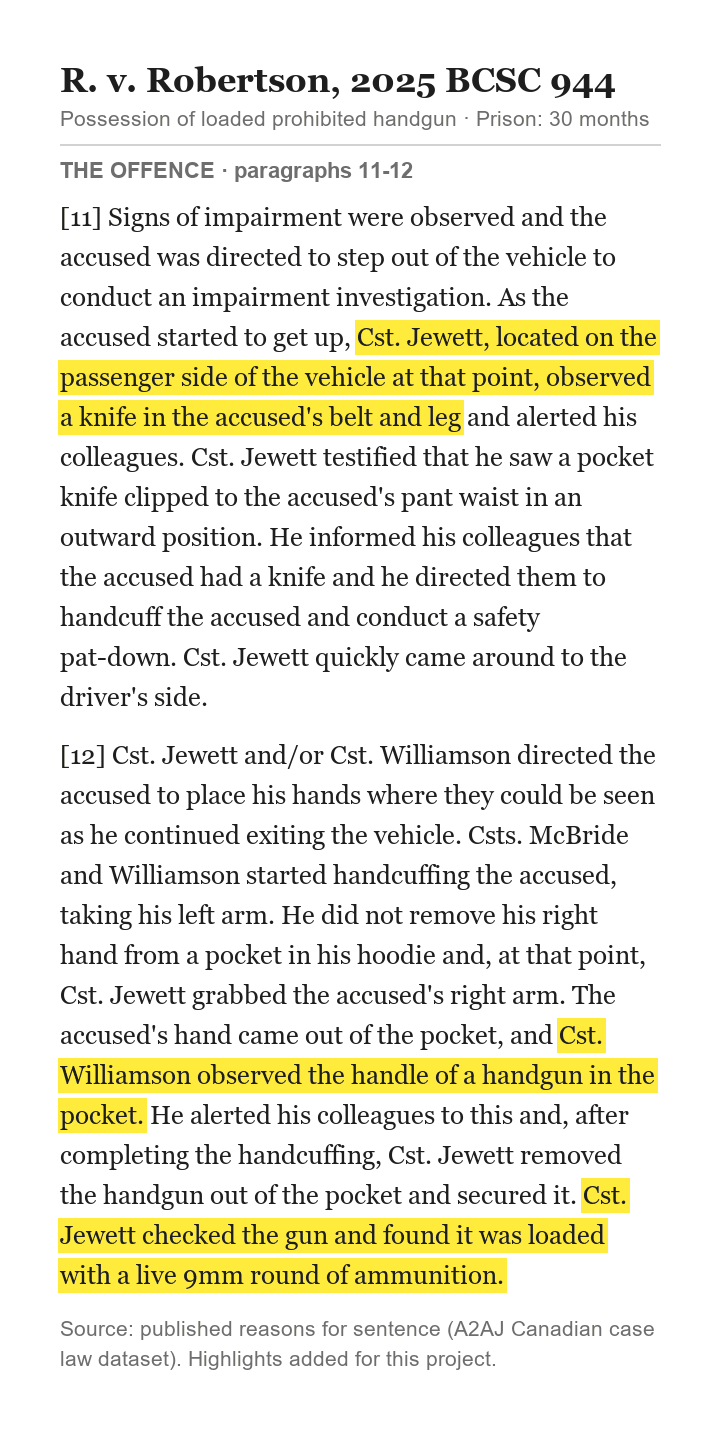 R. v. Robertson, 2025 BCSC 944
Possession of loaded prohibited handgun · Prison: 30 months
THE OFFENCE · paragraphs 11-12
[11] Signs of impairment were observed and the
accused was directed to step out of the vehicle to
conduct an impairment investigation. As the
accused started to get up, Cst. Jewett, located on the
passenger side of the vehicle at that point, observed
a knife in the accused's belt and leg and alerted his
colleagues. Cst. Jewett testified that he saw a pocket
knife clipped to the accused's pant waist in an
outward position. He informed his colleagues that
the accused had a knife and he directed them to
handcuff the accused and conduct a safety
pat-down. Cst. Jewett quickly came around to the
driver's side.
[12] Cst. Jewett and/or Cst. Williamson directed the
accused to place his hands where they could be seen
as he continued exiting the vehicle. Csts. McBride
and Williamson started handcuffing the accused,
taking his left arm. He did not remove his right
hand from a pocket in his hoodie and, at that point,
Cst. Jewett grabbed the accused's right arm. The
accused's hand came out of the pocket, and Cst.
Williamson observed the handle of a handgun in the
pocket. He alerted his colleagues to this and, after
completing the handcuffing, Cst. Jewett removed
the handgun out of the pocket and secured it. Cst.
Jewett checked the gun and found it was loaded
with a live 9mm round of ammunition.
Source: published reasons for sentence (A2AJ Canadian case
law dataset). Highlights added for this project.